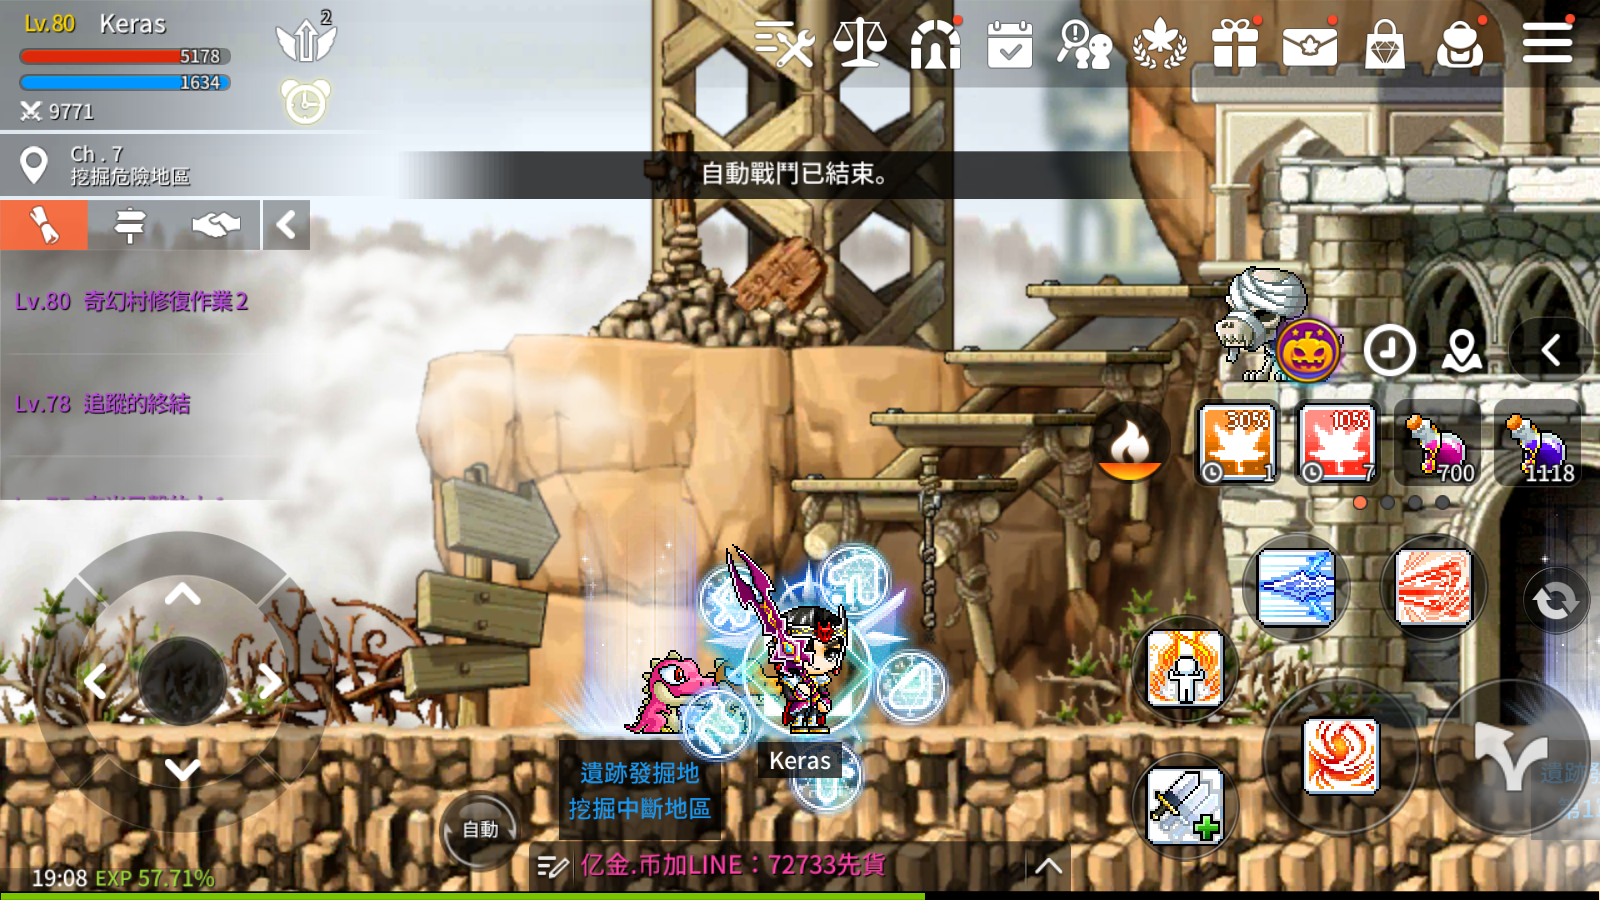 Lv.80 Keras
2
5178
1634
9771
Ch . 7
挖掘危險地區
自動戰鬥已結束。
Lv.80 奇幻村修復作業2
Lv.78 追蹤的終結
30%
1
10%
7
700
1118
Keras
遺跡發掘地
挖掘中斷地區
自動
亿金.币加LINE：72733先貨
19:08 EXP 57.71%